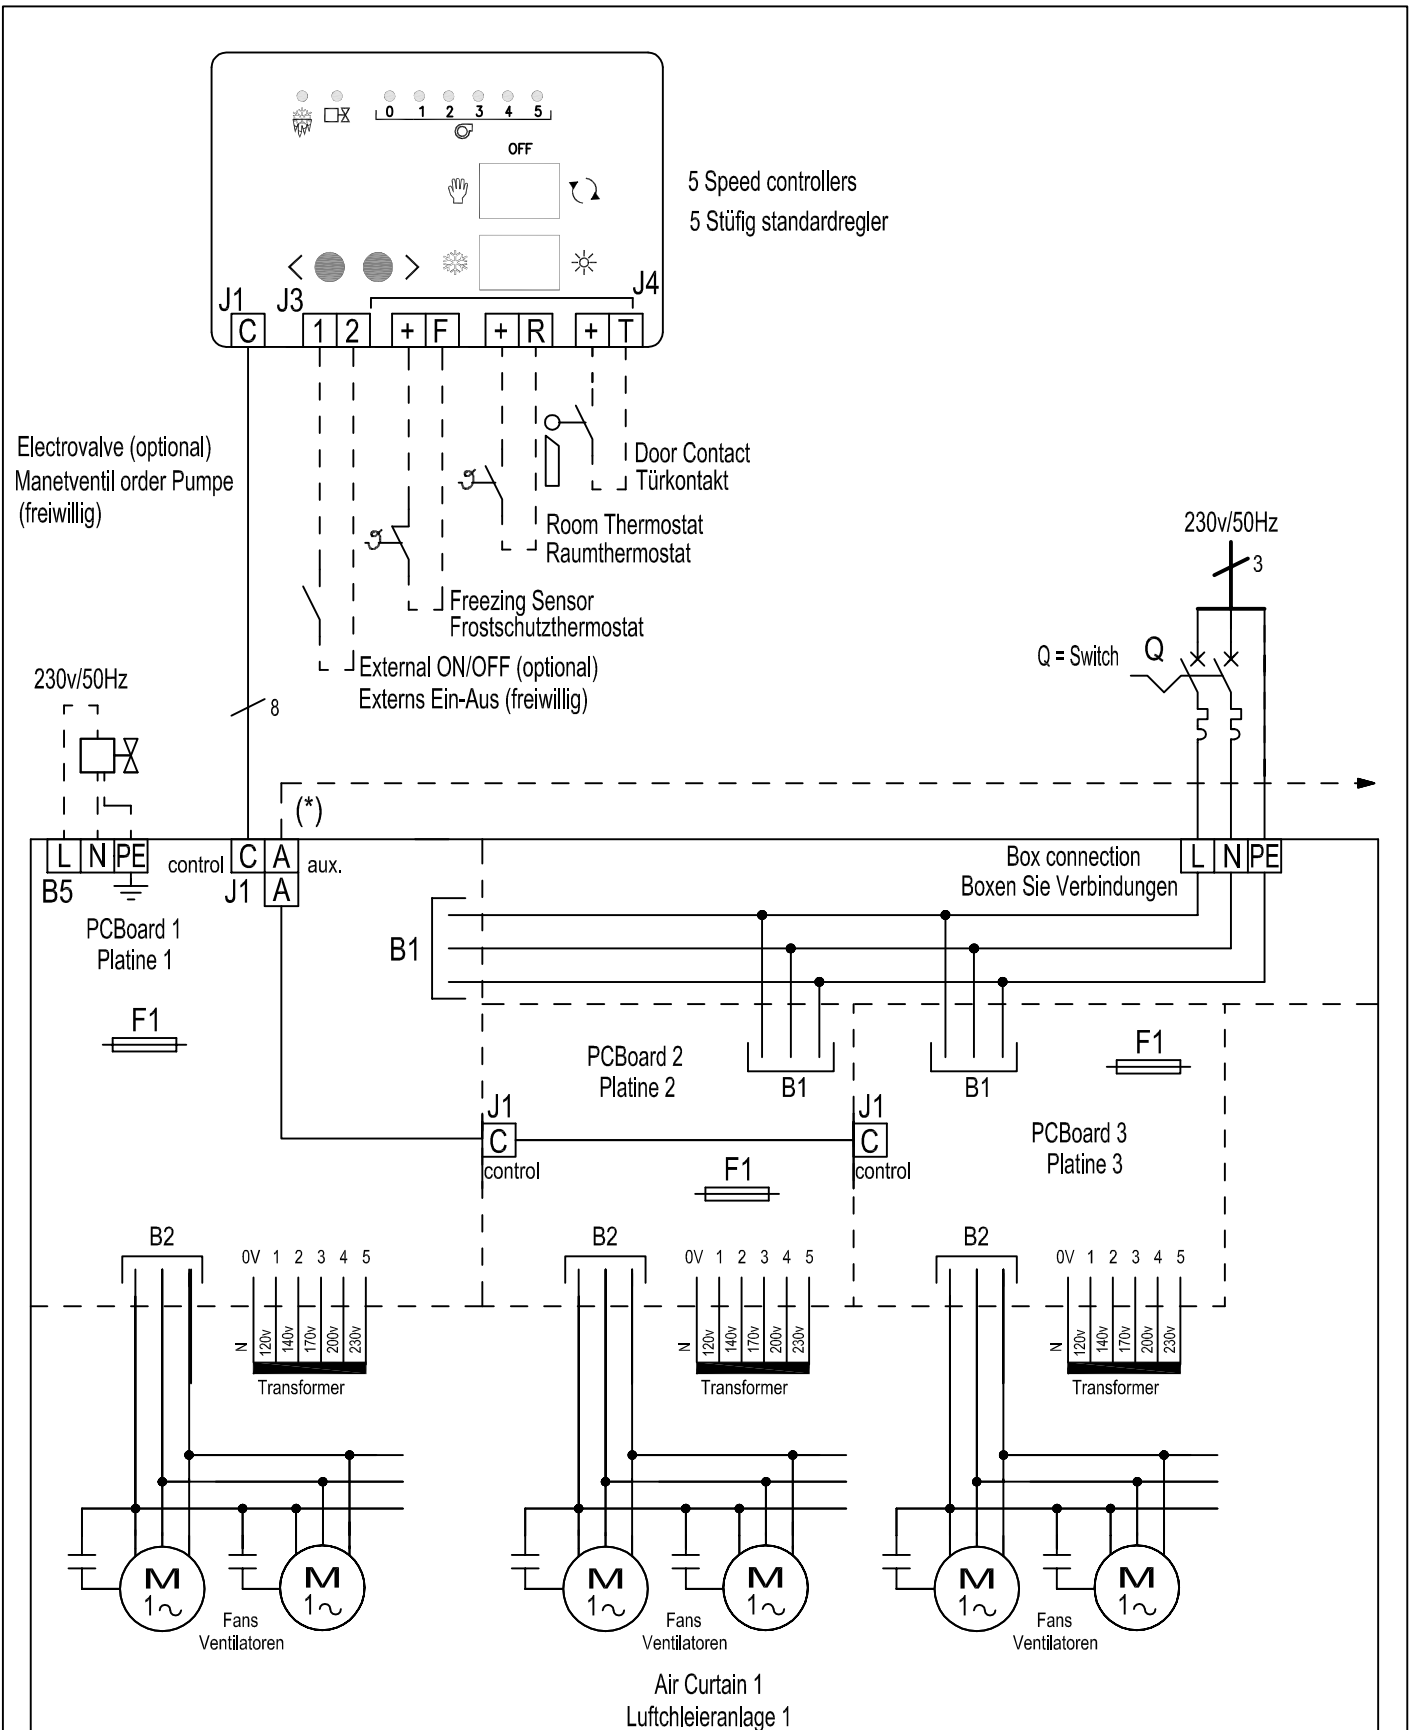 0 1 2 3 4 5
OFF
5 Speed controllers
5 Stüfig standardregler
J1 J3 J4
C 1 2 + F + R + T
Electrovalve (optional)
Manetventil order Pumpe
(freiwillig)
Door Contact
Türkontakt
Room Thermostat
Raumthermostat
Freezing Sensor
Frostschutzthermostat
External ON/OFF (optional)
Externs Ein-Aus (freiwillig)
230v/50Hz
3
Q = Switch Q
230v/50Hz
8
(*)
L N PE control C A aux.
B5 J1 A
Box connection L N PE
Boxen Sie Verbindungen
PCBoard 1
Platine 1
B1
F1
PCBoard 2
Platine 2
B1
B1
F1
J1
C
control
J1
C
control
PCBoard 3
Platine 3
F1
B2
0V 1 2 3 4 5
N 120v 140v 170v 200v 230v
Transformer
B2
0V 1 2 3 4 5
N 120v 140v 170v 200v 230v
Transformer
B2
0V 1 2 3 4 5
N 120v 140v 170v 200v 230v
Transformer
M
1~
M
1~
Fans
Ventilatoren
M
1~
M
1~
Fans
Ventilatoren
M
1~
M
1~
Fans
Ventilatoren
Air Curtain 1
Luftchleieranlage 1